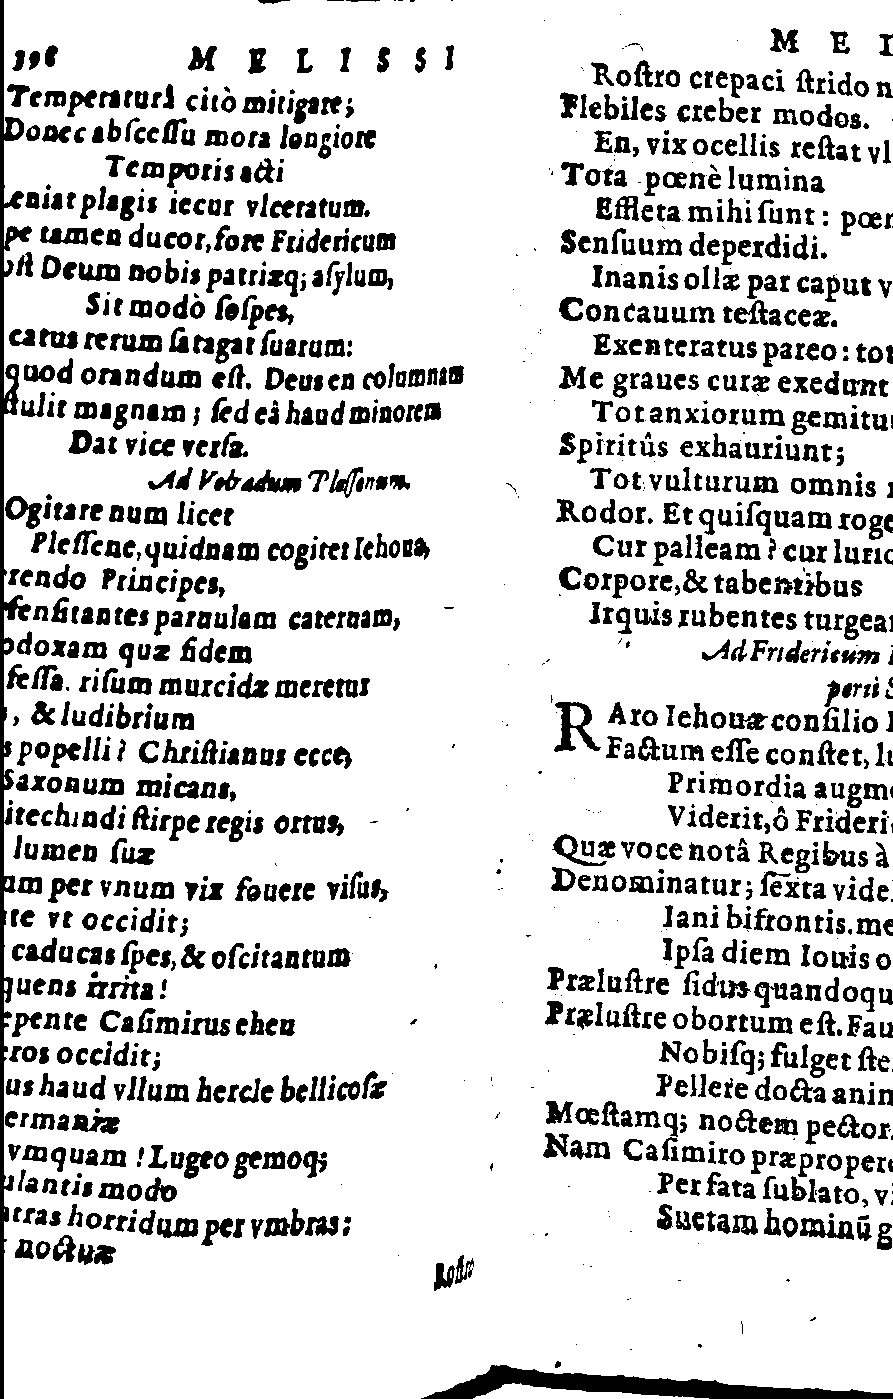 398 MELISSI
Temperaturâ citò mitigare;
Donec abſceſſu mora longiore
Temporis acti
Leniat plagis iecur vlceratum.
pe tamen ducor, fore Fridericum
oſt Deum nobis patriæq; aſylum,
Sit modò ſoſpes,
catus rerum ſatagat ſuarum:
quod orandum eſt. Deus en columnam
ſtulit magnam; ſed eâ haud minorem
Dat vice verſa.
Ad Plessenum.
Ogitare num licet
Pleſſene, quidnam cogitet Iehoua,
rendo Principes,
fenſitantes paruulam cateruam,
odoxam quæ fidem
feſſa. riſum murcidæ meretur
, & ludibrium
s popelli? Chriſtianus ecce,
Saxonum micans,
itechindi ſtirpe regis ortus,
lumen ſuæ
um per vnum vix fouere viſus,
te vt occidit;
caducas ſpes, & oſcitantum
quens irrita!
epente Caſimirus eheu
eros occidit;
us haud vllum hercle bellicoſæ
ermaniæ
vmquam! Lugeo gemoq;
ulantis modo
atras horridum per vmbras;
noctuæ
Roſtro
M E L
Roſtro crepaci ſtrido n
Flebiles creber modos.
En, vix ocellis reſtat vl
Tota pœnè lumina
Effleta mihi ſunt: pœn
Senſuum deperdidi.
Inanis ollæ par caput v
Concauum teſtaceæ.
Exenteratus pareo: tot
Me graues curæ exedunt
Tot anxiorum gemitu
Spiritûs exhauriunt;
Tot vulturum omnis
Rodor. Et quiſquam roge
Cur palleam? cur lurid
Corpore, & tabentibus
Irquis rubentes turgean
Ad Fridericum
perii S
RAro Iehouæ conſilio
Factum eſſe conſtet, lu
Primordia augme
Viderit, ô Frideri
Quæ voce notâ Regibus à
Denominatur; ſexta vide
Iani bifrontis. me
Ipſa diem Iouis o
Præluſtre ſidus quandoqu
Præluſtre obortum eſt. Fau
Nobiſq; fulget ſte
Pellere docta anim
Mœſtamq; noctem pector
Nam Caſimiro præproper
Per fata ſublato, vi
Suetam hominũ g